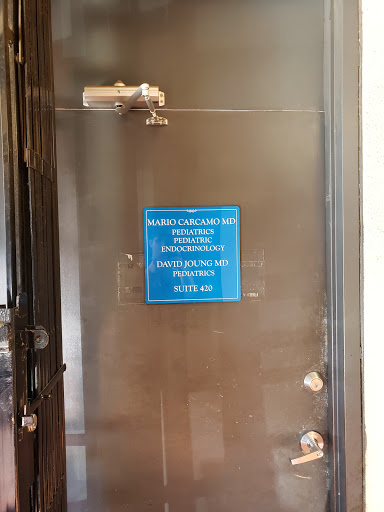 MARIO CARCAMO MD
PEDIATRICS
PEDIATRIC
ENDOCRINOLOGY
DAVID JOUNG MD
PEDIATRICS
SUITE 420